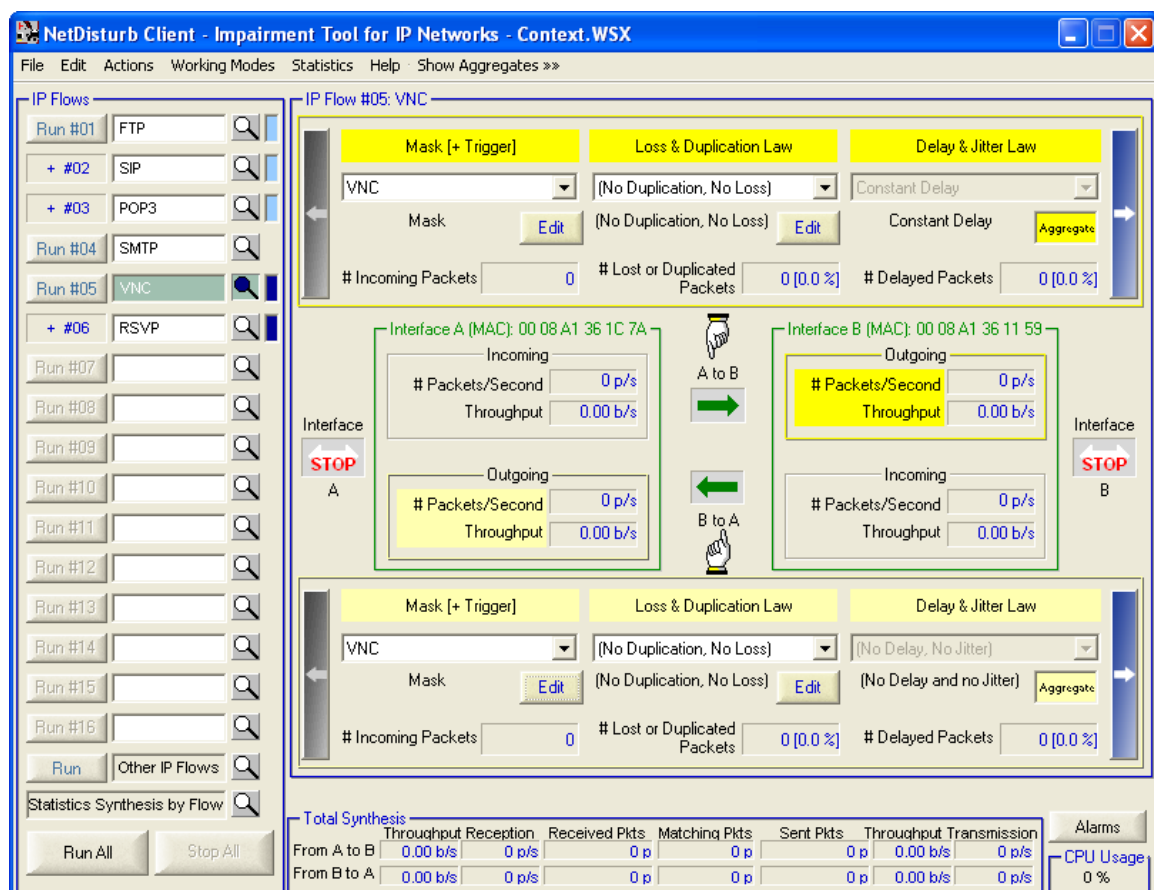 NetDisturb Client - Impairment Tool for IP Networks - Context.WSX
File Edit Actions Working Modes Statistics Help Show Aggregates »»
IP Flows
Run #01 FTP
+ #02 SIP
+ #03 POP3
Run #04 SMTP
Run #05 VNC
+ #06 RSVP
Run #07
Run #08
Run #09
Run #10
Run #11
Run #12
Run #13
Run #14
Run #15
Run #16
Run Other IP Flows
Statistics Synthesis by Flow
Run All Stop All
IP Flow #05: VNC
Mask [+ Trigger] Loss & Duplication Law Delay & Jitter Law
VNC (No Duplication, No Loss) Constant Delay
Mask Edit (No Duplication, No Loss) Edit Constant Delay Aggregate
# Incoming Packets 0 # Lost or Duplicated Packets 0 [0.0 %] # Delayed Packets 0 [0.0 %]
Interface A (MAC): 00 08 A1 36 1C 7A
Incoming
# Packets/Second 0 p/s
Throughput 0.00 b/s
Outgoing
# Packets/Second 0 p/s
Throughput 0.00 b/s
Interface
STOP
A
A to B
B to A
Interface B (MAC): 00 08 A1 36 11 59
Outgoing
# Packets/Second 0 p/s
Throughput 0.00 b/s
Incoming
# Packets/Second 0 p/s
Throughput 0.00 b/s
Interface
STOP
B
Mask [+ Trigger] Loss & Duplication Law Delay & Jitter Law
VNC (No Duplication, No Loss) (No Delay, No Jitter)
Mask Edit (No Duplication, No Loss) Edit (No Delay and no Jitter) Aggregate
# Incoming Packets 0 # Lost or Duplicated Packets 0 [0.0 %] # Delayed Packets 0 [0.0 %]
Total Synthesis
Throughput Reception Received Pkts Matching Pkts Sent Pkts Throughput Transmission
From A to B 0.00 b/s 0 p/s 0 p 0 p 0 p 0.00 b/s 0 p/s
From B to A 0.00 b/s 0 p/s 0 p 0 p 0 p 0.00 b/s 0 p/s
Alarms
CPU Usage
0 %